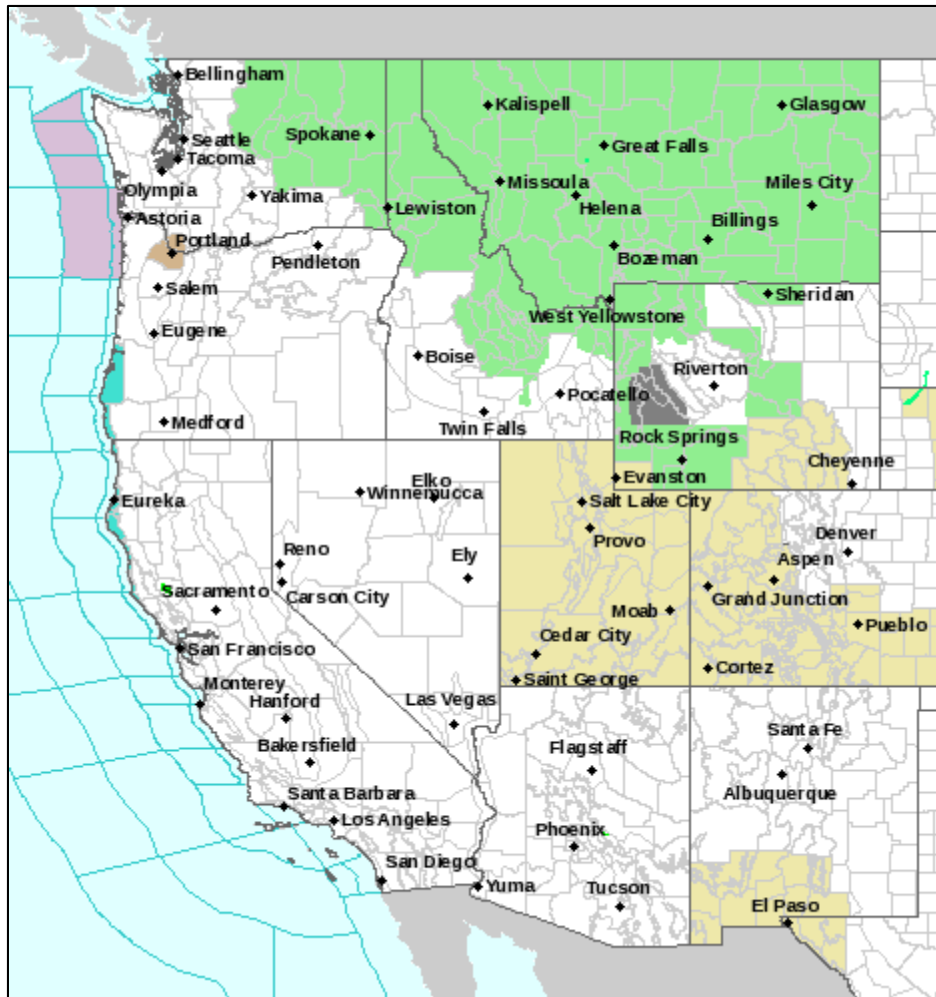 Bellingham
Kalispell
Glasgow
Spokane
Seattle
Great Falls
Tacoma
Olympia
Missoula
Miles City
Yakima
Lewiston
Helena
Astoria
Billings
Portland
Pendleton
Bozeman
Salem
Sheridan
West Yellowstone
Eugene
Boise
Riverton
Pocatello
Medford
Twin Falls
Rock Springs
Cheyenne
Evanston
Elko
Winnemucca
Eureka
Salt Lake City
Provo
Denver
Reno
Ely
Aspen
Sacramento
Carson City
Grand Junction
Moab
Pueblo
Cedar City
San Francisco
Cortez
Saint George
Monterey
Hanford
Las Vegas
Santa Fe
Bakersfield
Flagstaff
Albuquerque
Santa Barbara
Los Angeles
Phoenix
San Diego
Yuma
Tucson
El Paso